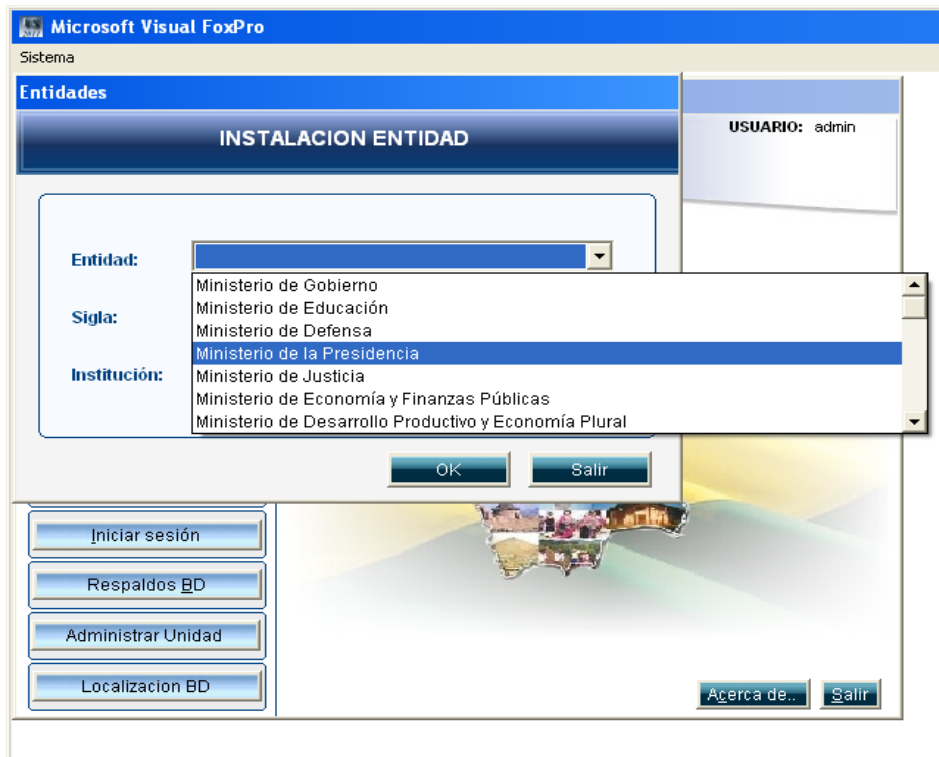 Microsoft Visual FoxPro
Sistema
Entidades
INSTALACION ENTIDAD
USUARIO: admin
Entidad:
Ministerio de Gobierno
Ministerio de Educación
Sigla:
Ministerio de Defensa
Ministerio de la Presidencia
Institución:
Ministerio de Justicia
Ministerio de Economía y Finanzas Públicas
Ministerio de Desarrollo Productivo y Economía Plural
OK Salir
Iniciar sesión
Respaldos BD
Administrar Unidad
Localizacion BD
Acerca de.. Salir